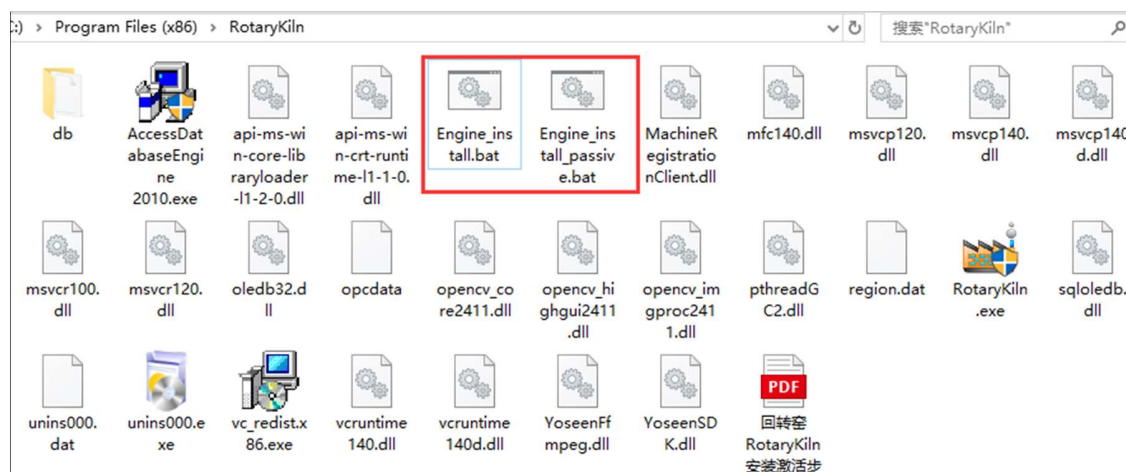 :) › Program Files (x86) › RotaryKiln
搜索"RotaryKiln"
db
AccessDat
abaseEngi
ne
2010.exe
api-ms-wi
n-core-lib
raryloader
-l1-2-0.dll
api-ms-wi
n-crt-runti
me-l1-1-0.
dll
Engine_ins
tall.bat
Engine_ins
tall_passiv
e.bat
MachineR
egistratio
nClient.dll
mfc140.dll
msvcp120.
dll
msvcp140.
dll
msvcp140
d.dll
msvcr100.
dll
msvcr120.
dll
oledb32.d
ll
opcdata
opencv_co
re2411.dll
opencv_hi
ghgui2411
.dll
opencv_im
gproc241
1.dll
pthreadG
C2.dll
region.dat
RotaryKiln
.exe
sqloledb.
dll
unins000.
dat
unins000.e
xe
vc_redist.x
86.exe
vcruntime
140.dll
vcruntime
140d.dll
YoseenFf
mpeg.dll
YoseenSD
K.dll
PDF
回转窑
RotaryKiln
安装激活步